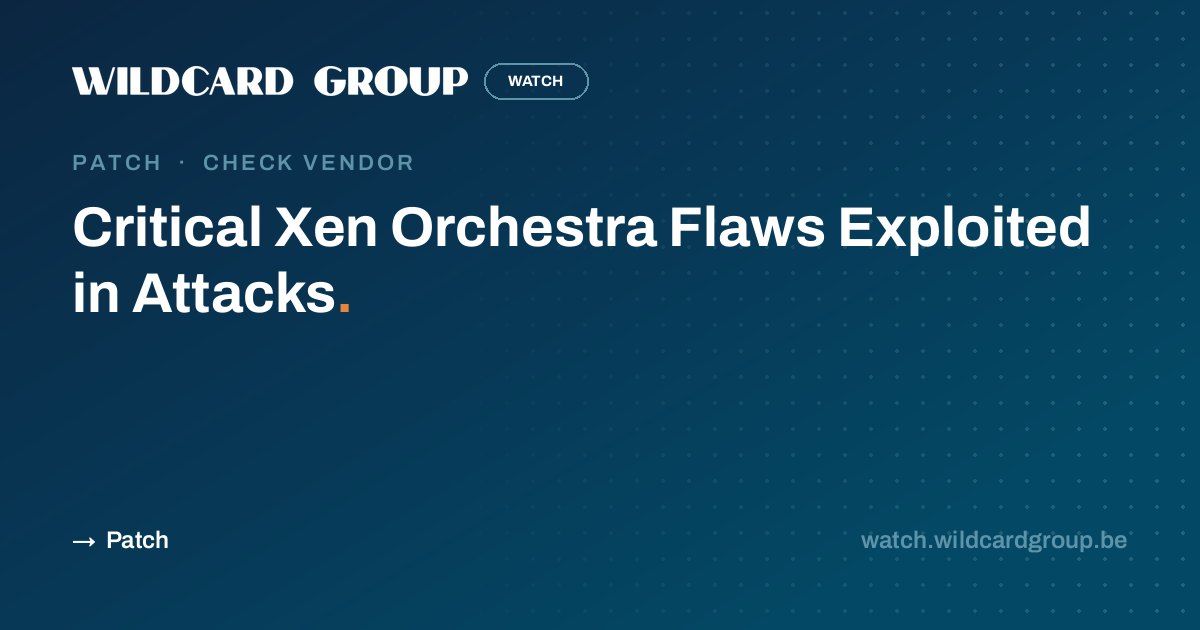 WILDCARD GROUP WATCH
PATCH · CHECK VENDOR
Critical Xen Orchestra Flaws Exploited
in Attacks.
→ Patch
watch.wildcardgroup.be